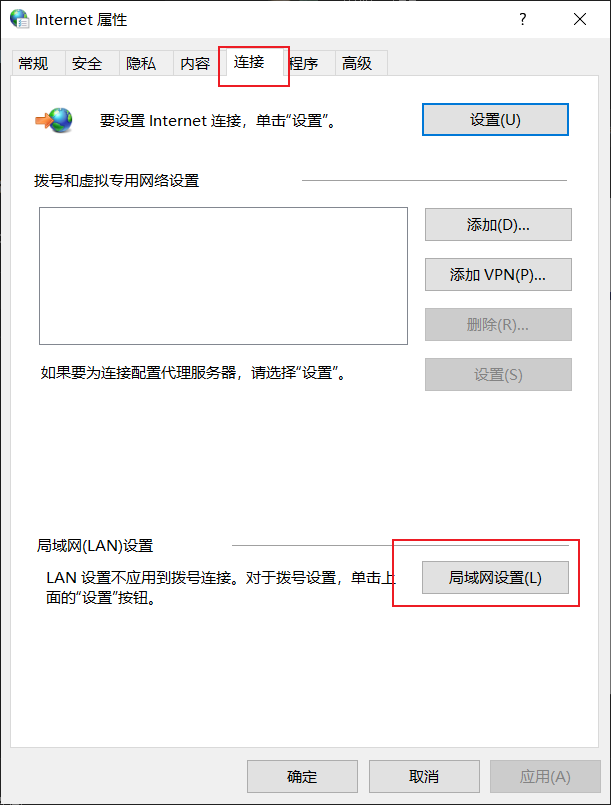 Internet 属性
?
常规 安全 隐私 内容 连接 程序 高级
要设置 Internet 连接，单击“设置”。
设置(U)
拨号和虚拟专用网络设置
添加(D)...
添加 VPN(P)...
删除(R)...
如果要为连接配置代理服务器，请选择“设置”。
设置(S)
局域网(LAN)设置
LAN 设置不应用到拨号连接。对于拨号设置，单击上
面的“设置”按钮。
局域网设置(L)
确定 取消 应用(A)